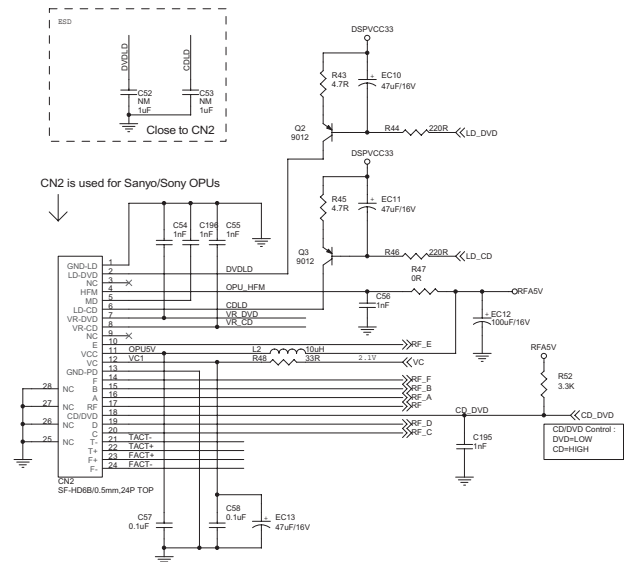 ESD
DVDLD
CDLD
C52
NM
1uF
C53
NM
1uF
Close to CN2
DSPVCC33
R43
4.7R
EC10
+
47uF/16V
Q2
9012
R44
220R
LD_DVD
DSPVCC33
R45
4.7R
EC11
+
47uF/16V
Q3
9012
R46
220R
LD_CD
CN2 is used for Sanyo/Sony OPUs
C54
1nF
C196
1nF
C55
1nF
R47
0R
RFA5V
C56
1nF
EC12
+
100uF/16V
GND-LD 1
LD-DVD 2 DVDLD
NC 3
HFM 4 OPU_HFM
MD 5
LD-CD 6 CDLD
VR-DVD 7 VR_DVD
VR-CD 8 VR_CD
NC 9
E 10 RF_E
VCC 11 OPU5V L2 10uH
VC 12 VC1 R48 33R 2.1V VC
GND-PD 13
F 14 RF_F
B 15 RF_B
A 16 RF_A
RF 17 RF
CD/DVD 18 CD_DVD CD_DVD
D 19 RF_D
C 20 RF_C
T- 21 TACT-
T+ 22 TACT+
F+ 23 FACT+
F- 24 FACT-
28 NC
27 NC
26 NC
25 NC
RFA5V
R52
3.3K
C195
1nF
CD/DVD Control :
DVD=LOW
CD=HIGH
CN2
SF-HD6B/0.5mm,24P TOP
C57
0.1uF
C58
0.1uF
EC13
+
47uF/16V